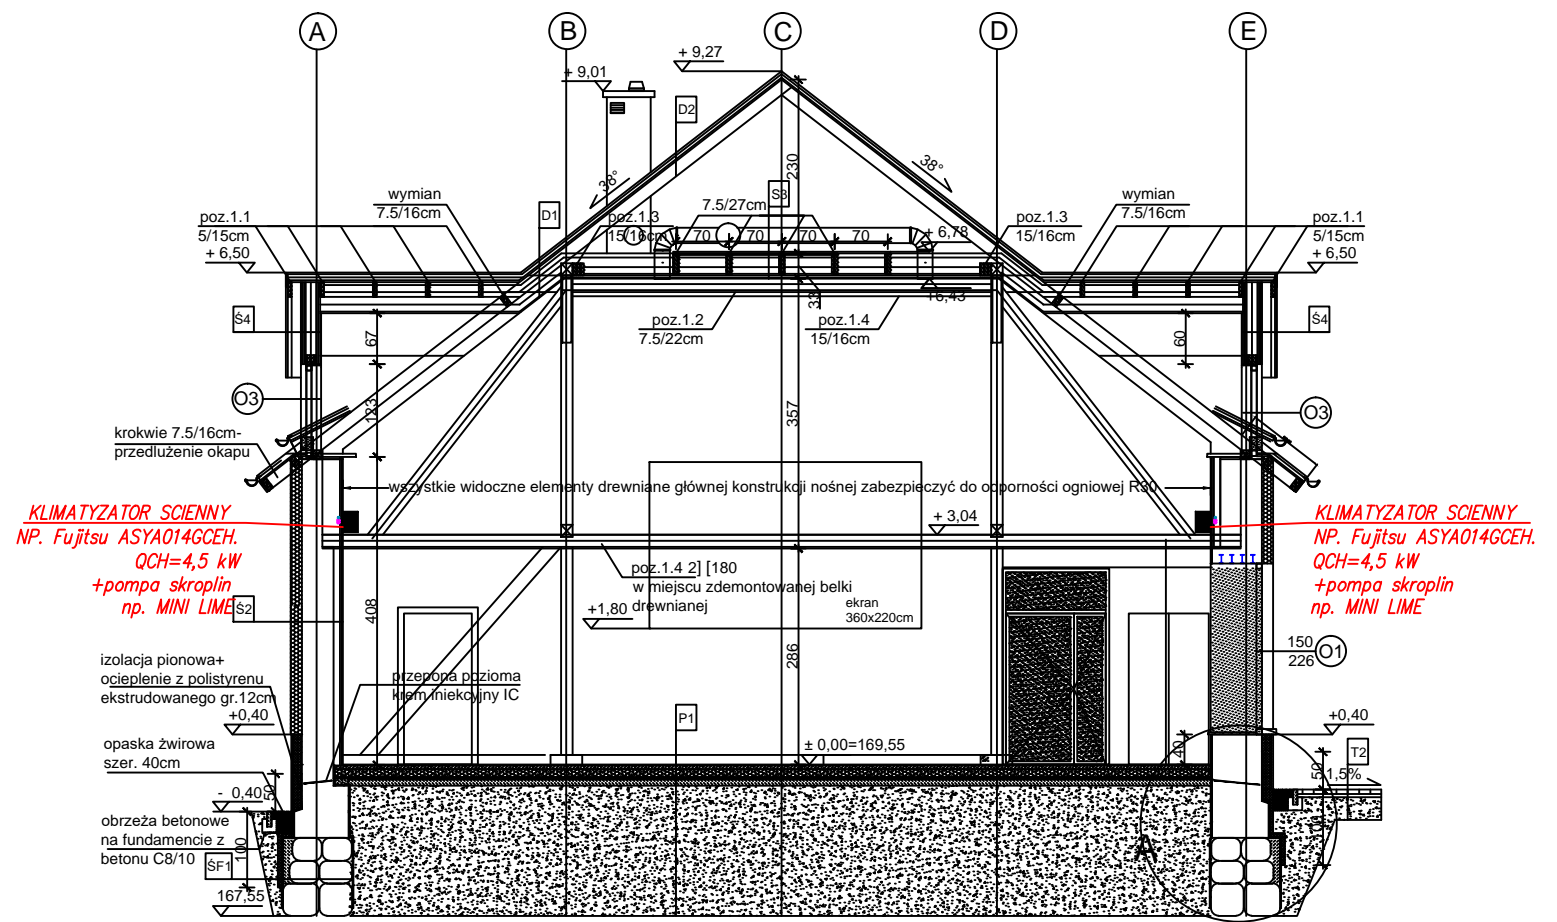 A
B
C
D
E
+ 9,27
+ 9,01
D2
230
38°
38°
wymian
7.5/16cm
wymian
7.5/16cm
poz.1.1
5/15cm
+ 6,50
D1
poz.1.3
15/16cm
7.5/27cm
S3
70
70
70
70
+ 6,78
poz.1.3
15/16cm
poz.1.1
5/15cm
+ 6,50
+6,43
33
Ś4
67
poz.1.2
7.5/22cm
poz.1.4
15/16cm
60
Ś4
O3
123
357
O3
krokwie 7.5/16cm-
przedlużenie okapu
wszystkie widoczne elementy drewniane głównej konstrukcji nośnej zabezpieczyć do odporności ogniowej R30
KLIMATYZATOR SCIENNY
NP. Fujitsu ASYA014GCEH.
QCH=4,5 kW
+pompa skroplin
np. MINI LIME
+ 3,04
KLIMATYZATOR SCIENNY
NP. Fujitsu ASYA014GCEH.
QCH=4,5 kW
+pompa skroplin
np. MINI LIME
poz.1.4 2] [180
w miejscu zdemontowanej belki
drewnianej
Ś2
408
+1,80
ekran
360x220cm
286
150
226
O1
izolacja pionowa+
ocieplenie z polistyrenu
ekstrudowanego gr.12cm
przepona pozioma
krem iniekcyjny IC
+0,40
P1
± 0,00=169,55
40
+0,40
T2
opaska żwirowa
szer. 40cm
50
50
1,5%
- 0,40
obrzeża betonowe
na fundamencie z
betonu C8/10
100
ŚF1
A
167,55